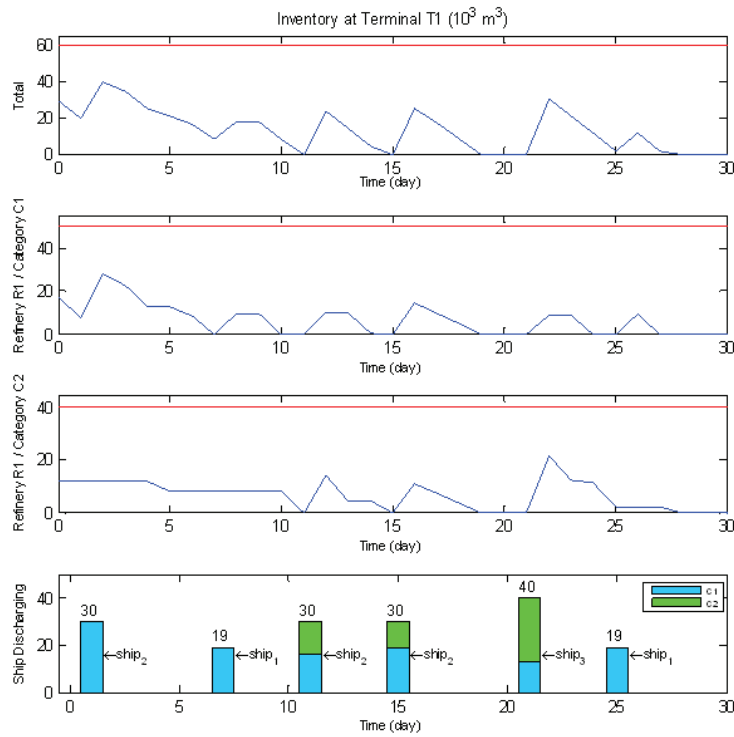 Inventory at Terminal T1 (10³ m³)
Total
60
40
20
0
0 5 10 15 20 25 30
Time (day)
Refinery R1 / Category C1
40
20
0
0 5 10 15 20 25 30
Time (day)
Refinery R1 / Category C2
40
20
0
0 5 10 15 20 25 30
Time (day)
Ship Discharging
40
20
0
30 ←ship₂
19 ←ship₁
30 ←ship₂
30 ←ship₂
40 ←ship₃
19 ←ship₁
C1
C2
0 5 10 15 20 25 30
Time (day)